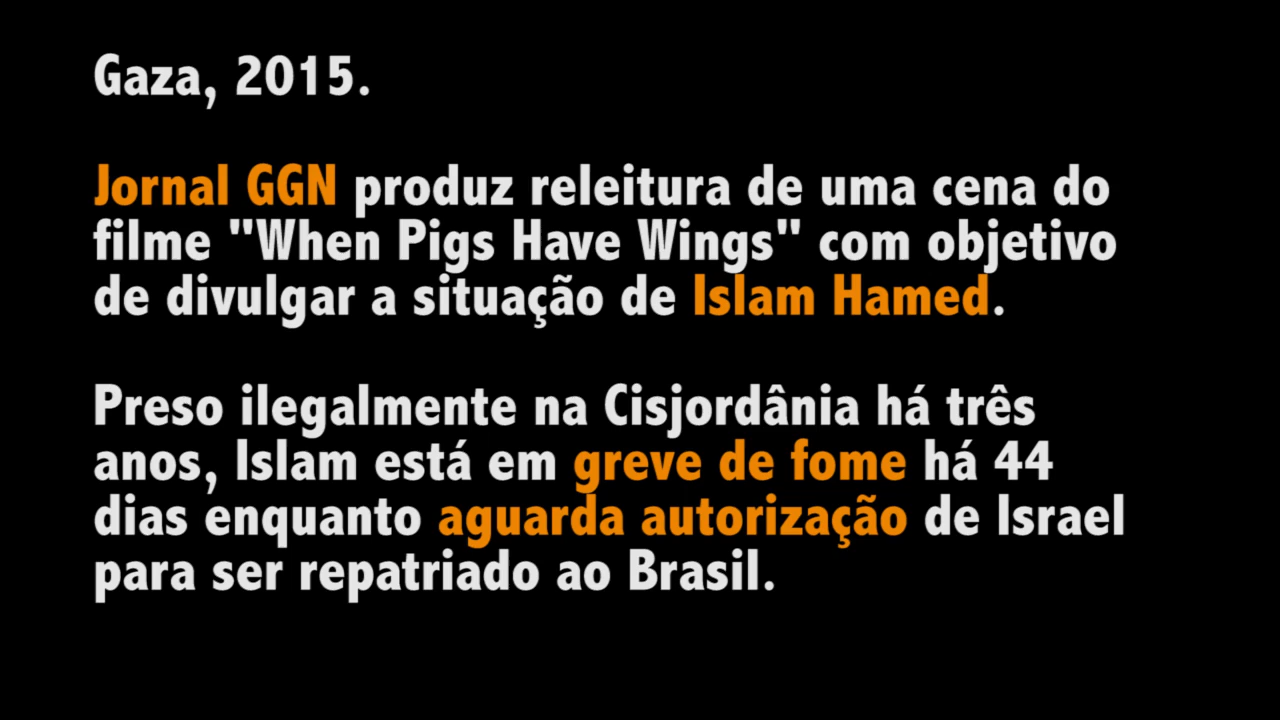 Gaza, 2015.
Jornal GGN produz releitura de uma cena do
filme "When Pigs Have Wings" com objetivo
de divulgar a situação de Islam Hamed.
Preso ilegalmente na Cisjordânia há três
anos, Islam está em greve de fome há 44
dias enquanto aguarda autorização de Israel
para ser repatriado ao Brasil.